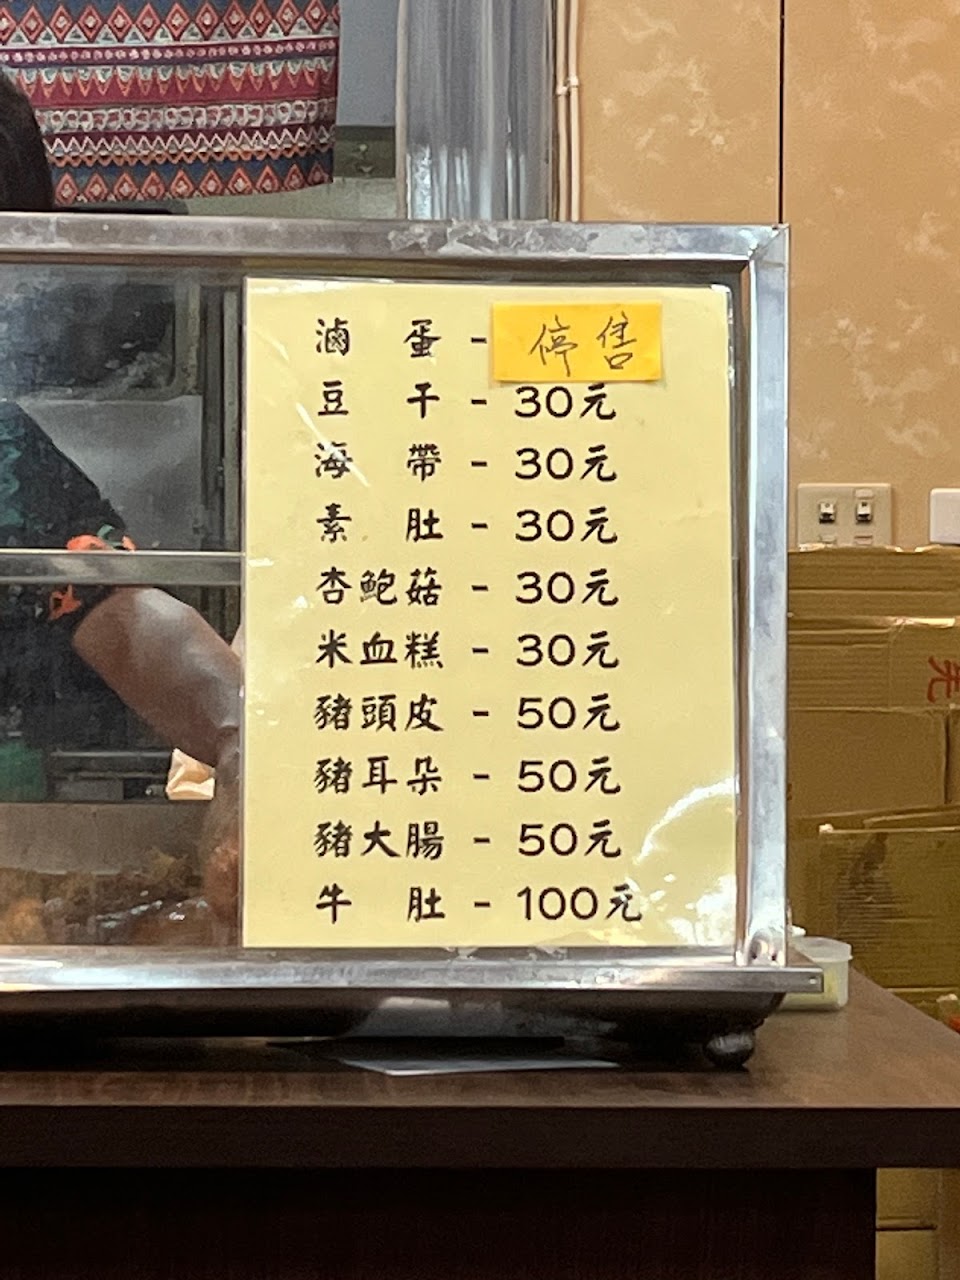 滷蛋 - 停售
豆干 - 30元
海帶 - 30元
素肚 - 30元
杏鮑菇 - 30元
米血糕 - 30元
豬頭皮 - 50元
豬耳朵 - 50元
豬大腸 - 50元
牛肚 - 100元